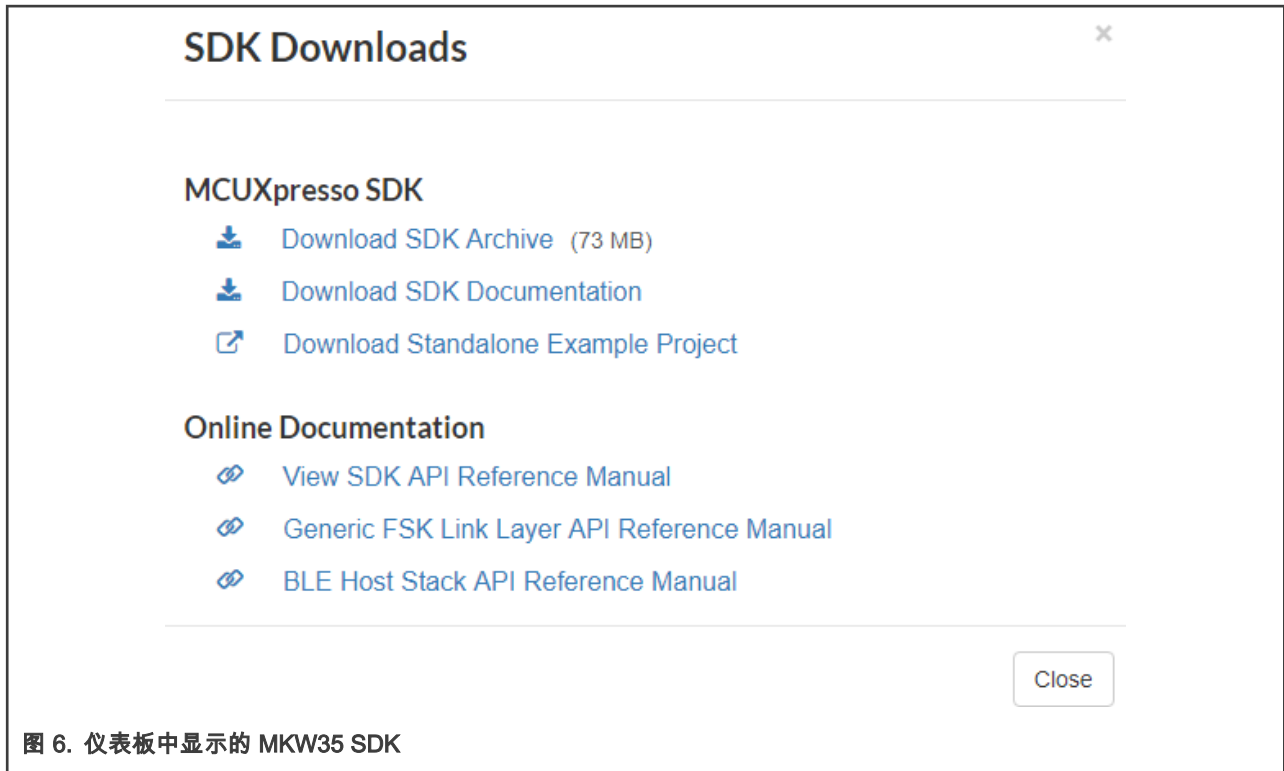 SDK Downloads
×
MCUXpresso SDK
Download SDK Archive (73 MB)
Download SDK Documentation
Download Standalone Example Project
Online Documentation
View SDK API Reference Manual
Generic FSK Link Layer API Reference Manual
BLE Host Stack API Reference Manual
Close
图 6. 仪表板中显示的 MKW35 SDK